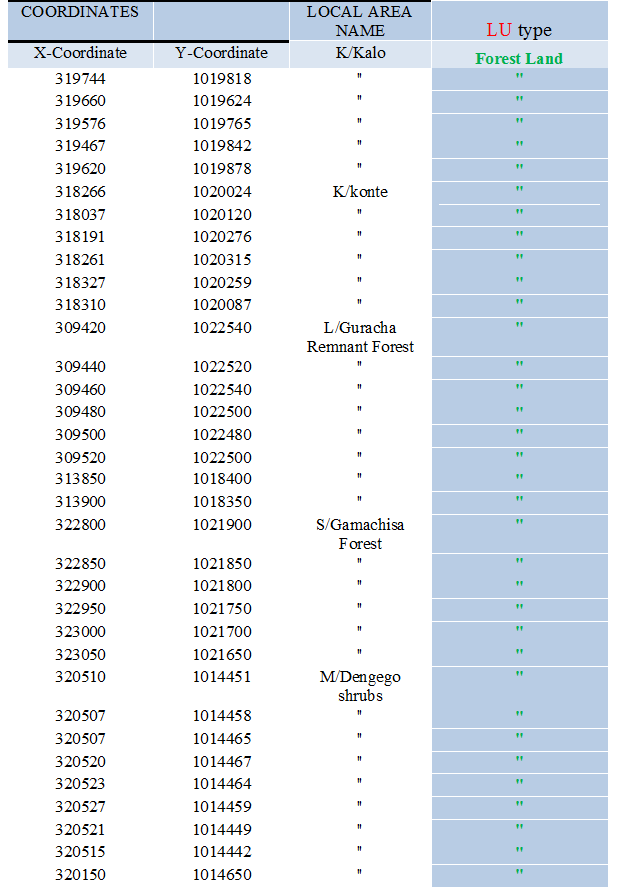 COORDINATES LOCAL AREA NAME LU type
X-Coordinate Y-Coordinate K/Kalo Forest Land
319744 1019818 " "
319660 1019624 " "
319576 1019765 " "
319467 1019842 " "
319620 1019878 " "
318266 1020024 K/konte "
318037 1020120 " "
318191 1020276 " "
318261 1020315 " "
318327 1020259 " "
318310 1020087 " "
309420 1022540 L/Guracha "
Remnant Forest
309440 1022520 " "
309460 1022540 " "
309480 1022500 " "
309500 1022480 " "
309520 1022500 " "
313850 1018400 " "
313900 1018350 " "
322800 1021900 S/Gamachisa "
Forest
322850 1021850 " "
322900 1021800 " "
322950 1021750 " "
323000 1021700 " "
323050 1021650 " "
320510 1014451 M/Dengego "
shrubs
320507 1014458 " "
320507 1014465 " "
320520 1014467 " "
320523 1014464 " "
320527 1014459 " "
320521 1014449 " "
320515 1014442 " "
320150 1014650 " "